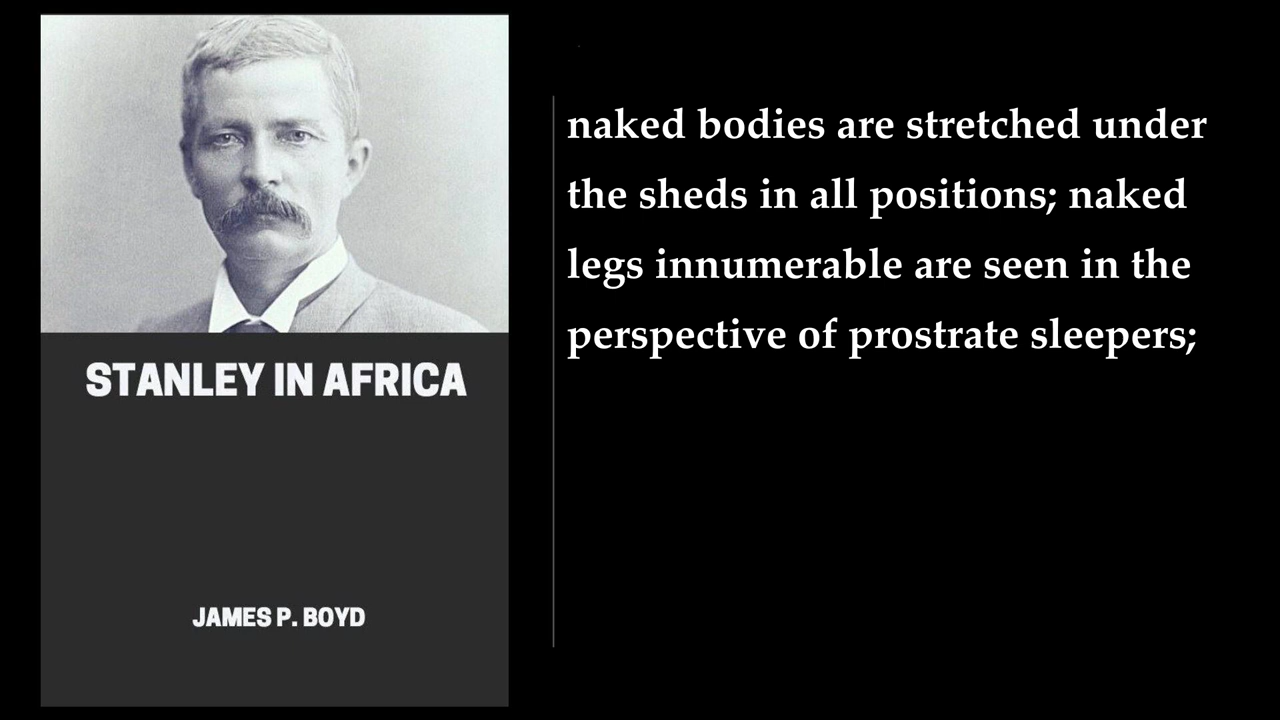 STANLEY IN AFRICA
JAMES P. BOYD
naked bodies are stretched under
the sheds in all positions; naked
legs innumerable are seen in the
perspective of prostrate sleepers;